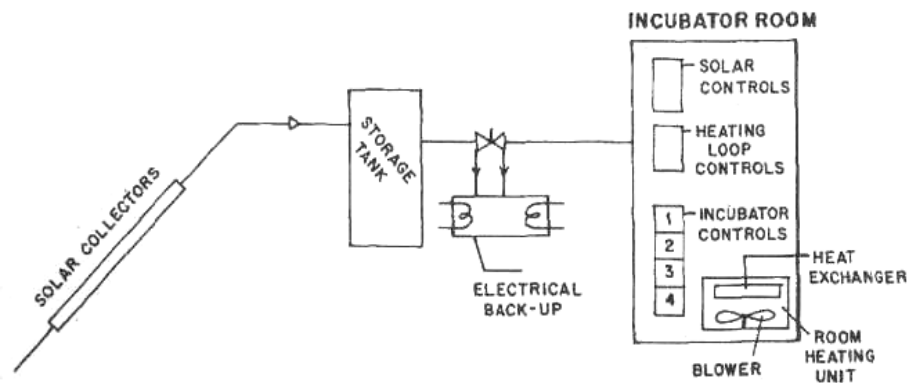 INCUBATOR ROOM
SOLAR
CONTROLS
HEATING
LOOP
CONTROLS
STORAGE
TANK
SOLAR COLLECTORS
1
2
3
4
INCUBATOR
CONTROLS
HEAT
EXCHANGER
ELECTRICAL
BACK-UP
ROOM
HEATING
UNIT
BLOWER